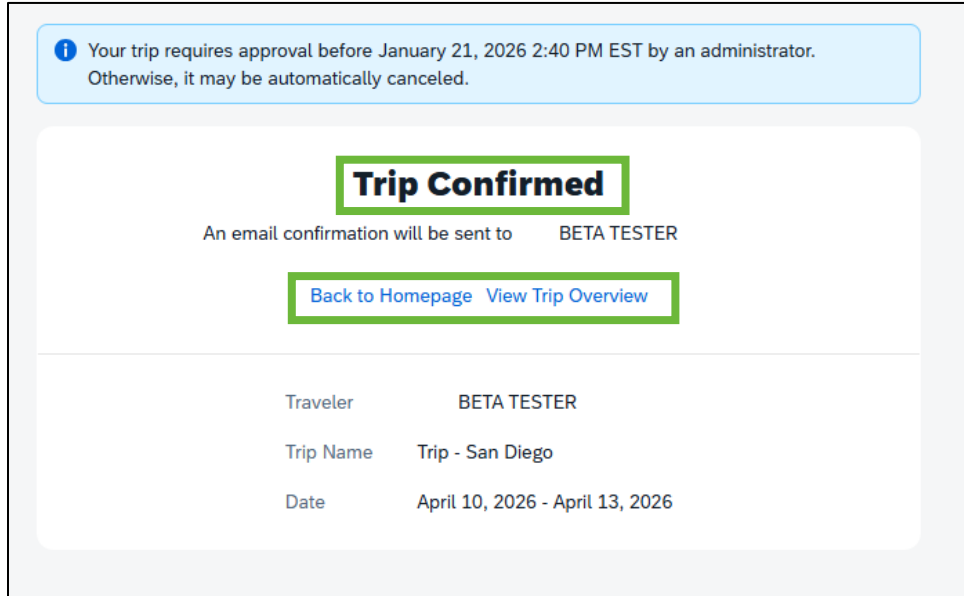 Your trip requires approval before January 21, 2026 2:40 PM EST by an administrator.
Otherwise, it may be automatically canceled.
Trip Confirmed
An email confirmation will be sent to BETA TESTER
Back to Homepage View Trip Overview
Traveler BETA TESTER
Trip Name Trip - San Diego
Date April 10, 2026 - April 13, 2026